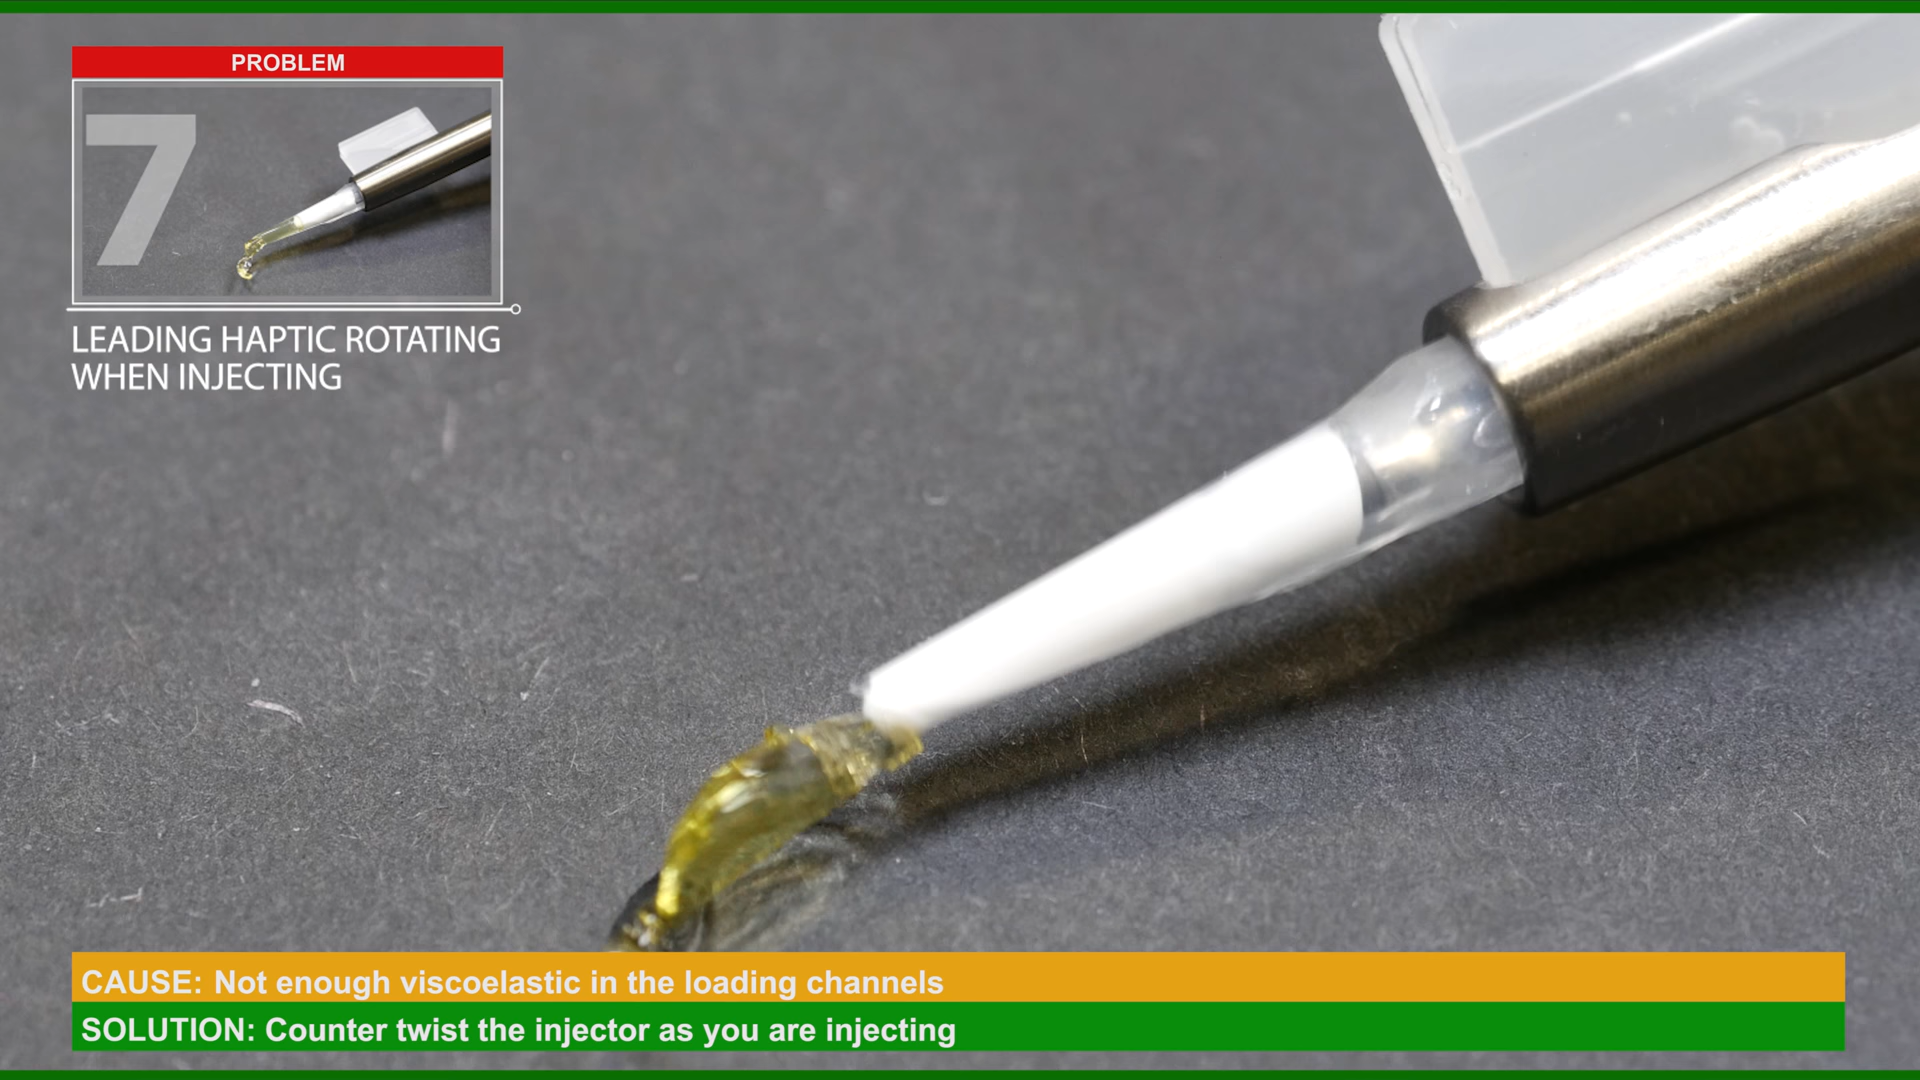 PROBLEM
7
LEADING HAPTIC ROTATING
WHEN INJECTING
CAUSE: Not enough viscoelastic in the loading channels
SOLUTION: Counter twist the injector as you are injecting